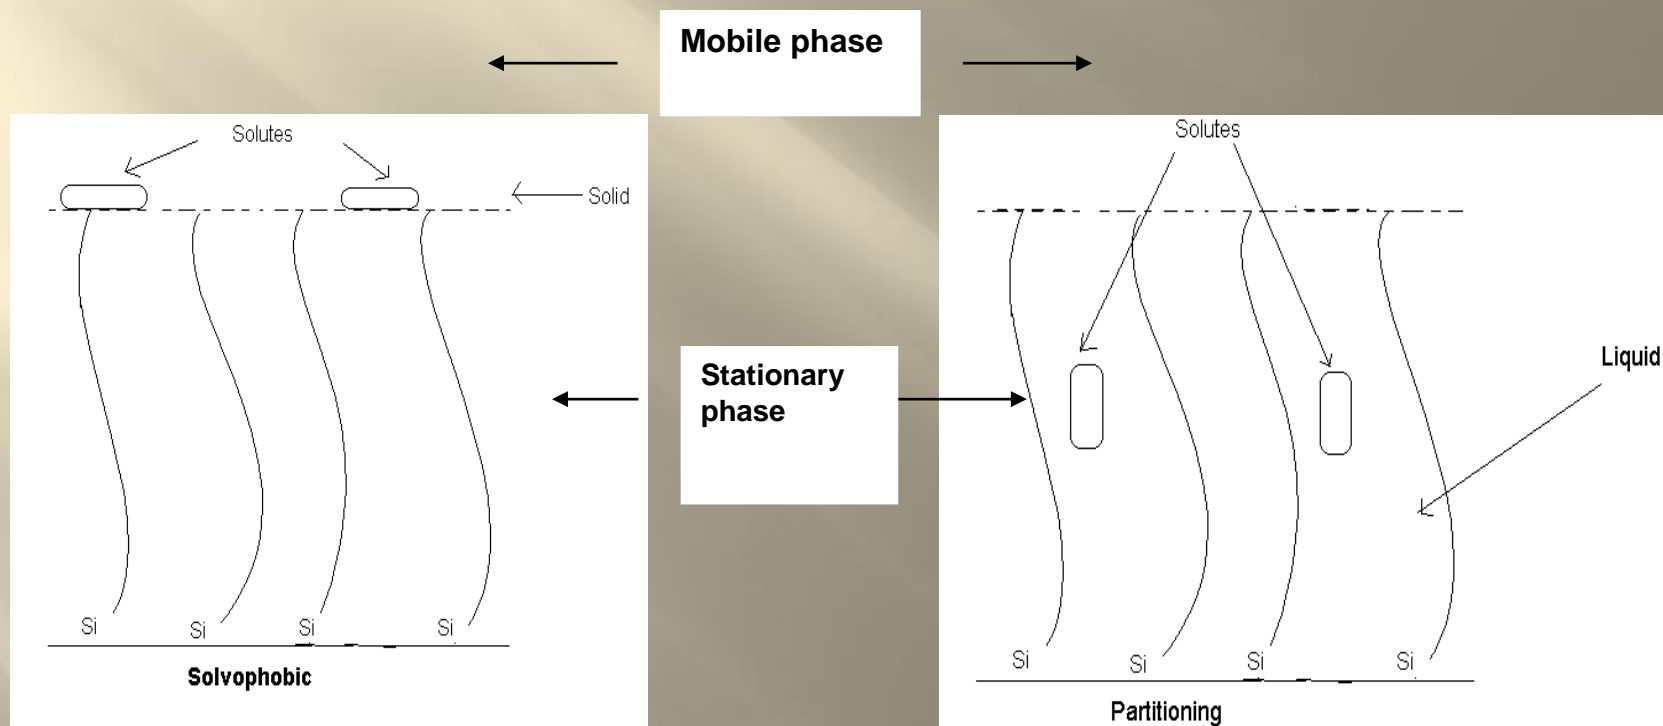 Mobile phase
Solutes
Solid
Si
Si
Si
Si
Solvophobic
Stationary
phase
Solutes
Liquid
Si
Si
Si
Si
Partitioning